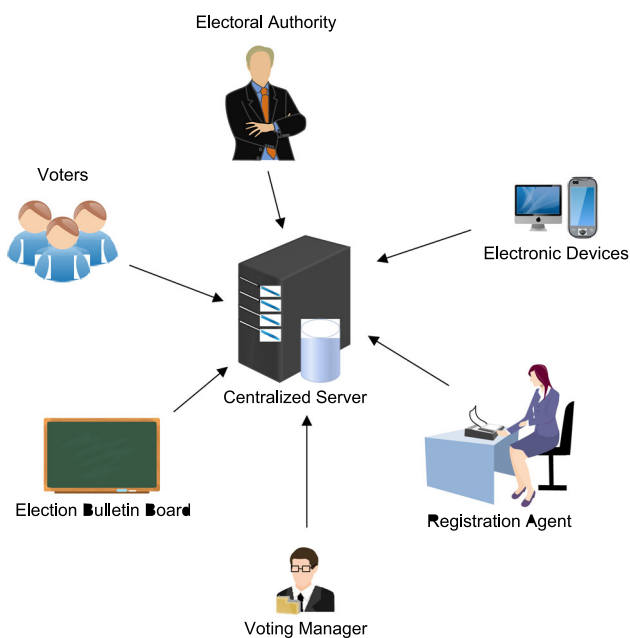 Electoral Authority
Voters
Electronic Devices
Centralized Server
Election Bulletin Board
Registration Agent
Voting Manager